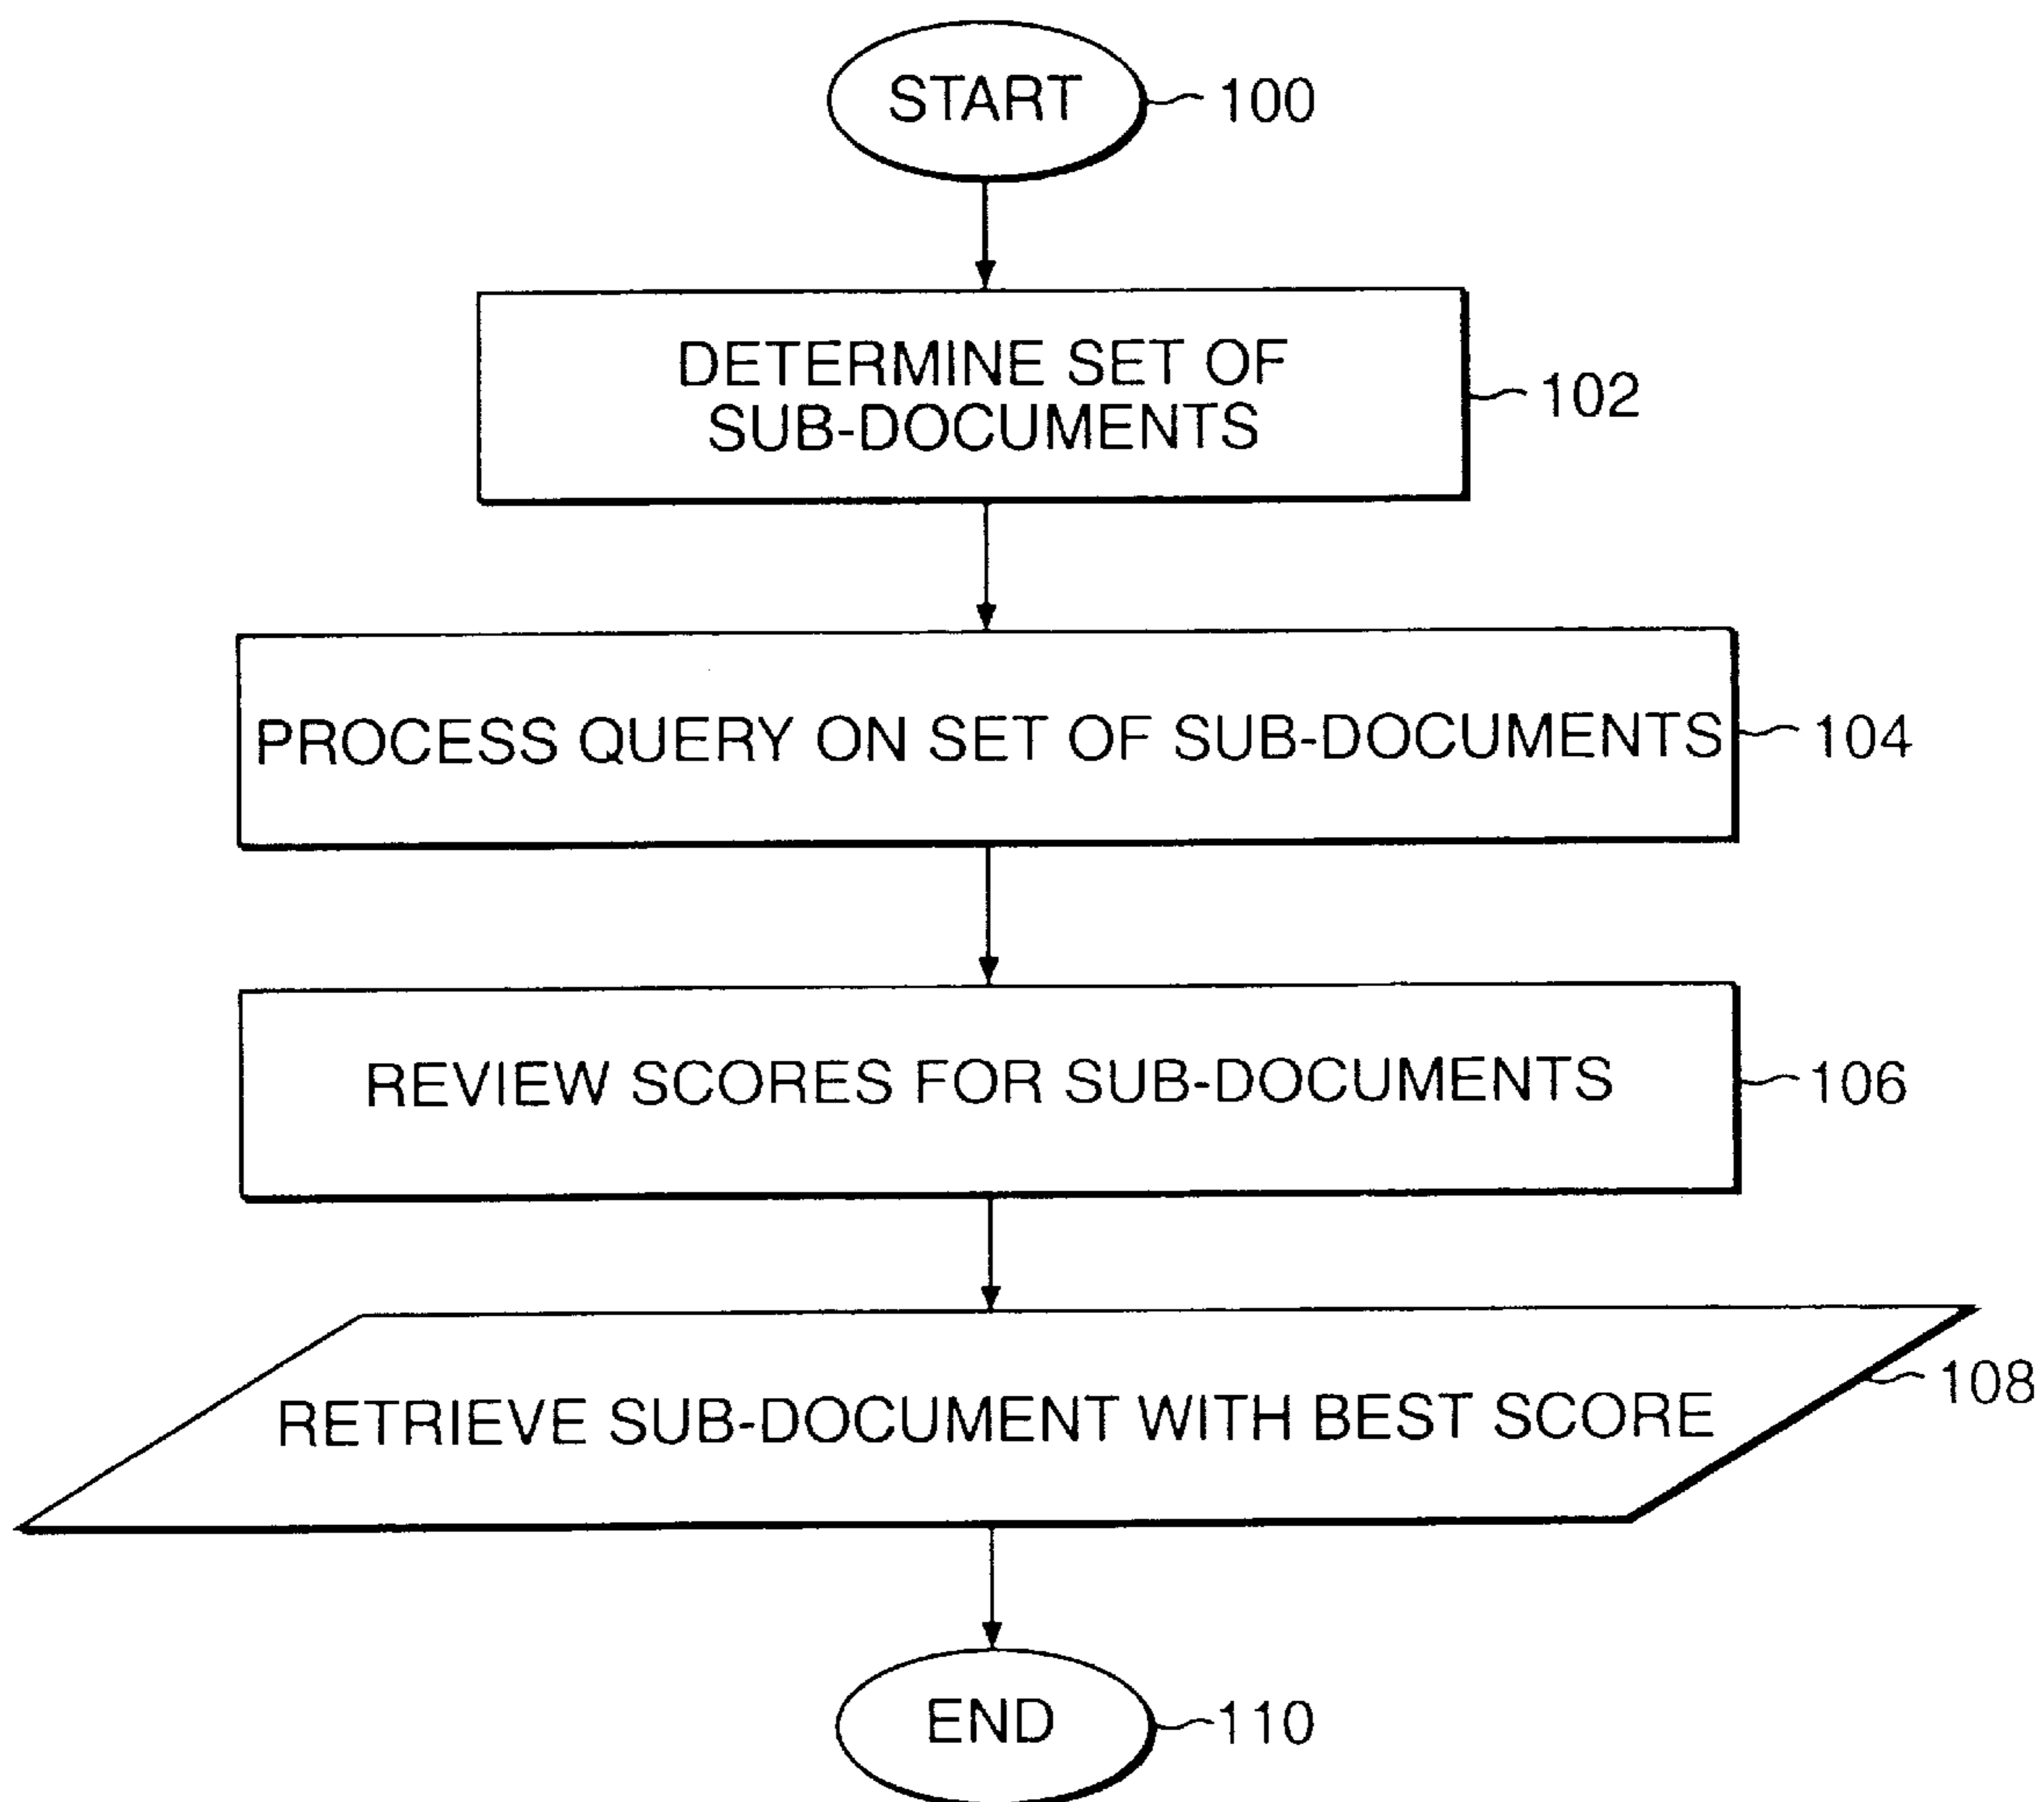 START
100
DETERMINE SET OF
SUB-DOCUMENTS
102
PROCESS QUERY ON SET OF SUB-DOCUMENTS
104
REVIEW SCORES FOR SUB-DOCUMENTS
106
RETRIEVE SUB-DOCUMENT WITH BEST SCORE
108
END
110